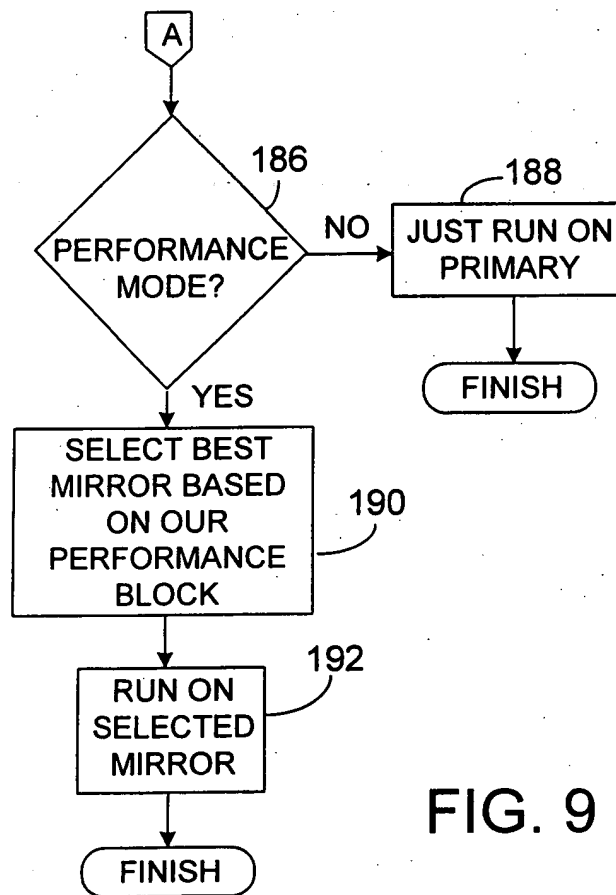 A
186
PERFORMANCE
MODE?
NO
188
JUST RUN ON
PRIMARY
FINISH
YES
SELECT BEST
MIRROR BASED
ON OUR
PERFORMANCE
BLOCK
190
RUN ON
SELECTED
MIRROR
192
FINISH
FIG. 9